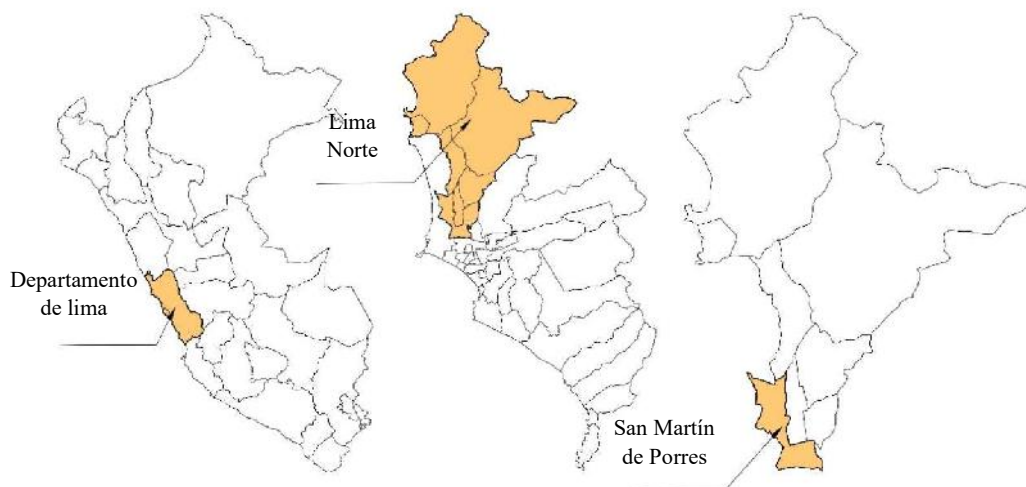 Departamento
de lima
Lima
Norte
San Martín
de Porres